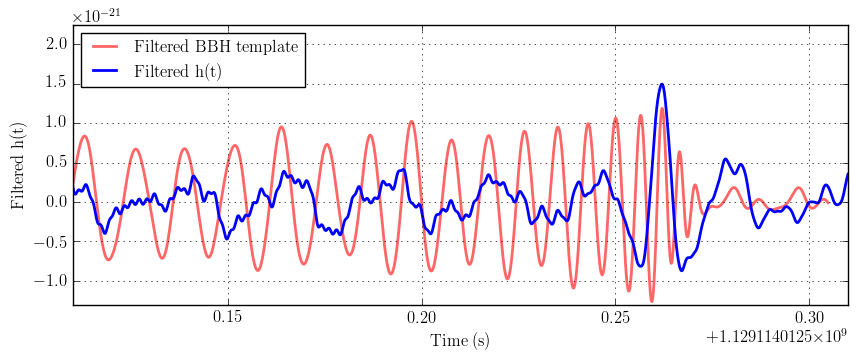 ×10⁻²¹
Filtered BBH template
Filtered h(t)
2.0
1.5
1.0
0.5
0.0
−0.5
−1.0
Filtered h(t)
0.15 0.20 0.25 0.30
Time (s)
+1.1291140125×10⁹